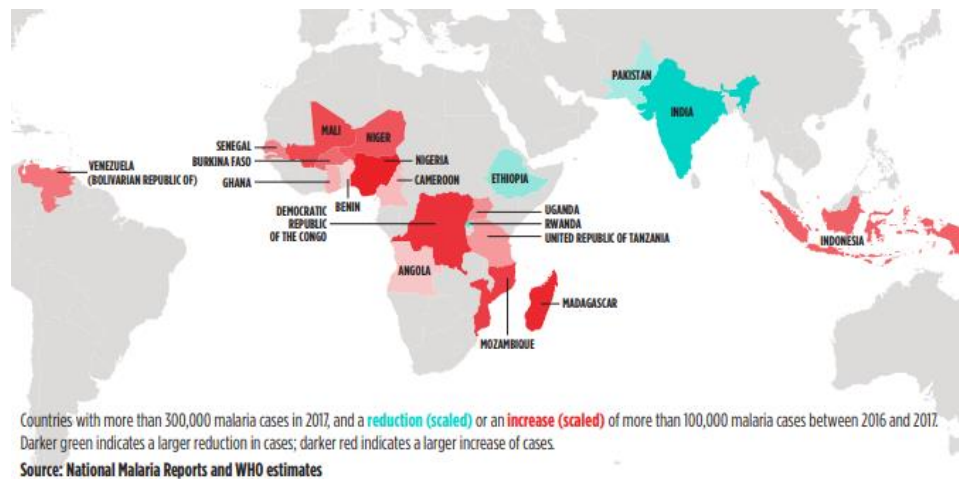 PAKISTAN
INDIA
MALI
NIGER
SENEGAL
BURKINA FASO
NIGERIA
VENEZUELA
(BOLIVARIAN REPUBLIC OF)
GHANA
CAMEROON
ETHIOPIA
BENIN
DEMOCRATIC
REPUBLIC
OF THE CONGO
UGANDA
RWANDA
UNITED REPUBLIC OF TANZANIA
INDONESIA
ANGOLA
MADAGASCAR
MOZAMBIQUE
Countries with more than 300,000 malaria cases in 2017, and a reduction (scaled) or an increase (scaled) of more than 100,000 malaria cases between 2016 and 2017.
Darker green indicates a larger reduction in cases; darker red indicates a larger increase of cases.
Source: National Malaria Reports and WHO estimates